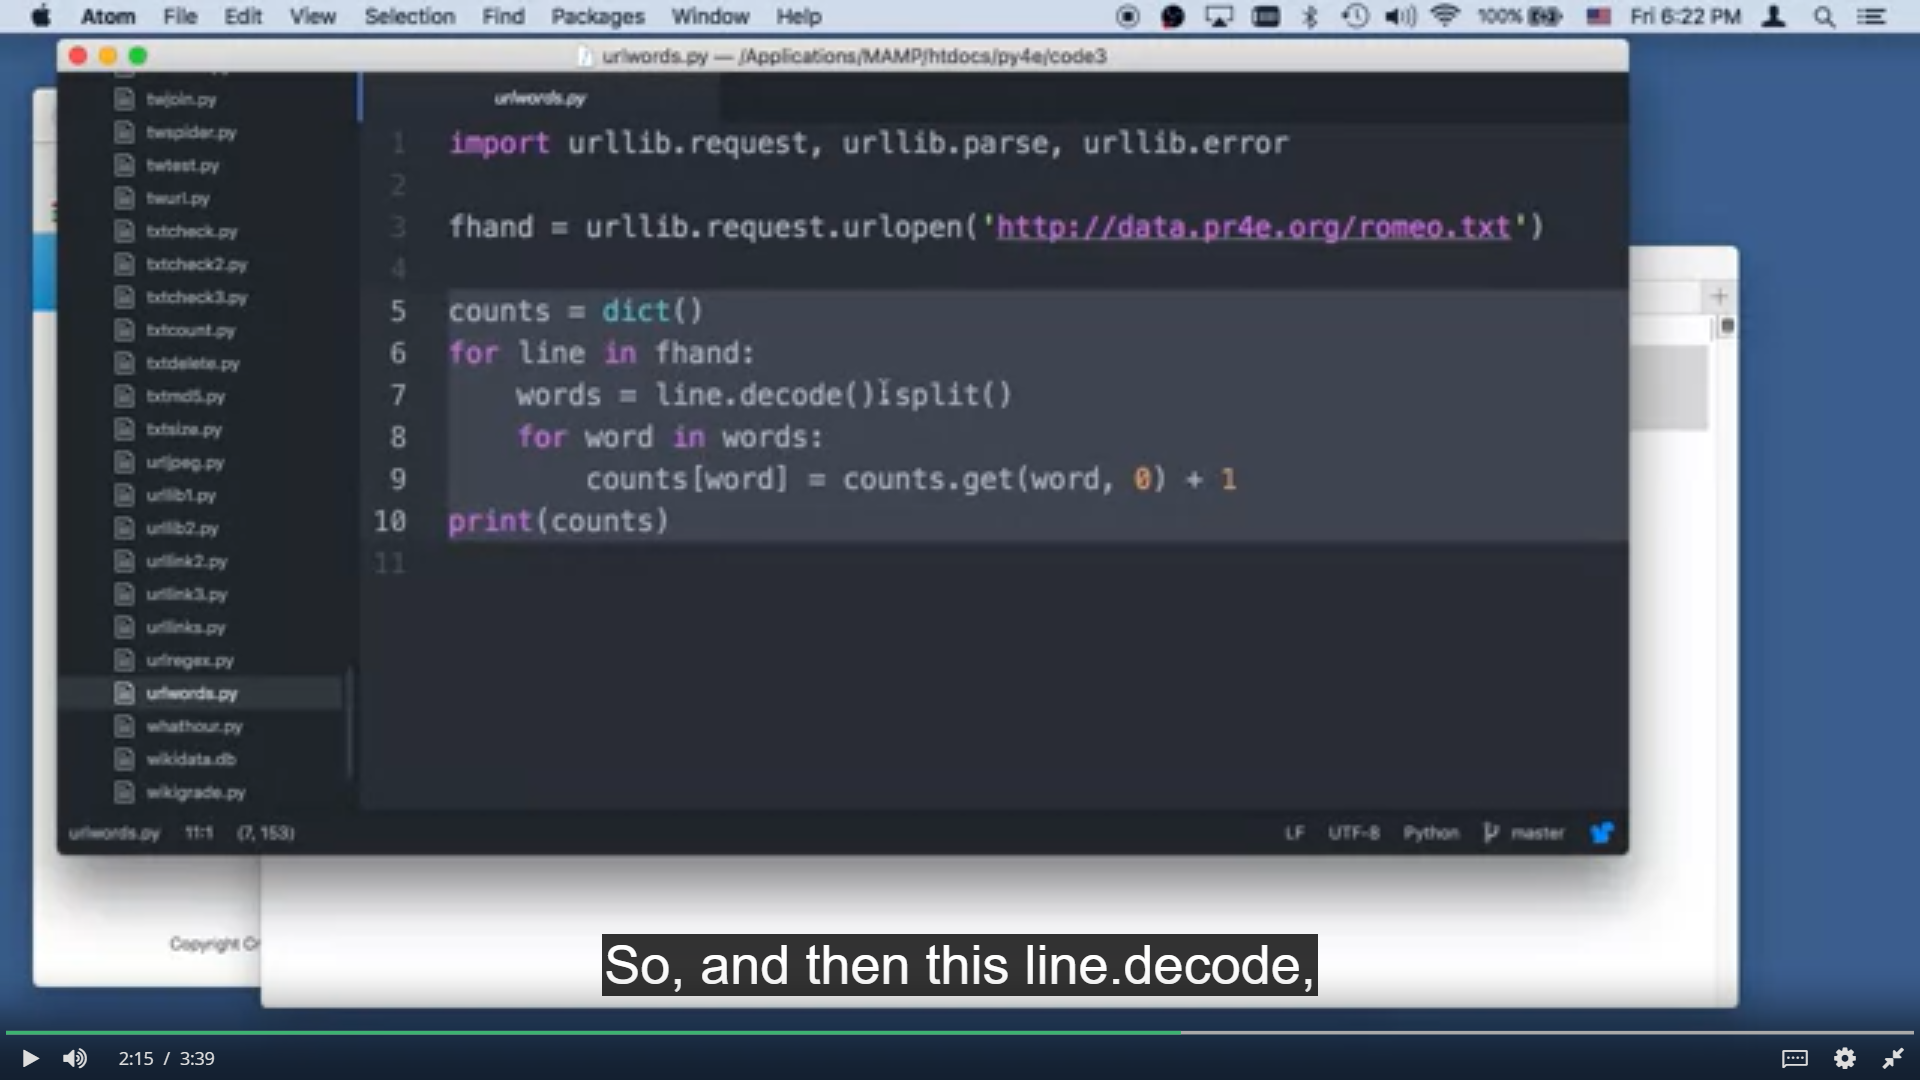 Atom File Edit View Selection Find Packages Window Help 100% Fri 6:22 PM
urlwords.py — /Applications/MAMP/htdocs/py4e/code3
twjoin.py
twspider.py
twtest.py
twurl.py
txtcheck.py
txtcheck2.py
txtcheck3.py
txtcount.py
txtdelete.py
txtmd5.py
txtsize.py
urljpeg.py
urllib1.py
urllib2.py
urllink2.py
urllink3.py
urllinks.py
urlregex.py
urlwords.py
whathour.py
wikidata.db
wikigrade.py
urlwords.py
1 import urllib.request, urllib.parse, urllib.error
2
3 fhand = urllib.request.urlopen('http://data.pr4e.org/romeo.txt')
4
5 counts = dict()
6 for line in fhand:
7 words = line.decode().split()
8 for word in words:
9 counts[word] = counts.get(word, 0) + 1
10 print(counts)
11
urlwords.py 11:1 (7, 153) LF UTF-8 Python master
Copyright
So, and then this line.decode,
2:15 / 3:39